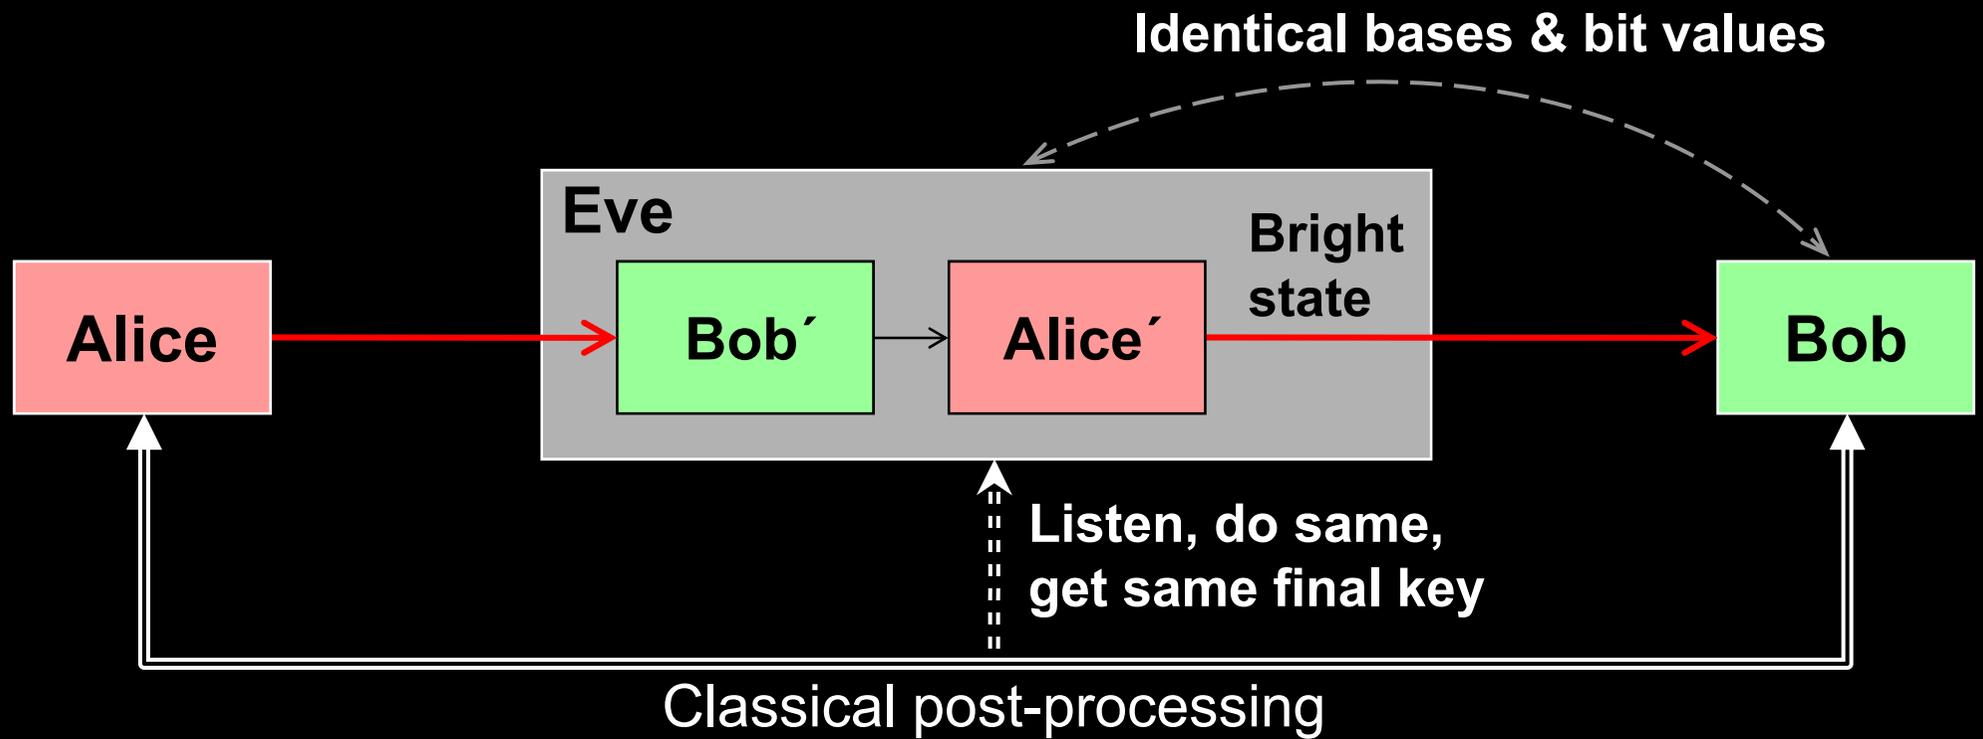 Identical bases & bit values
Eve
Bright
state
Alice
Bob´
Alice´
Bob
Listen, do same,
get same final key
Classical post-processing